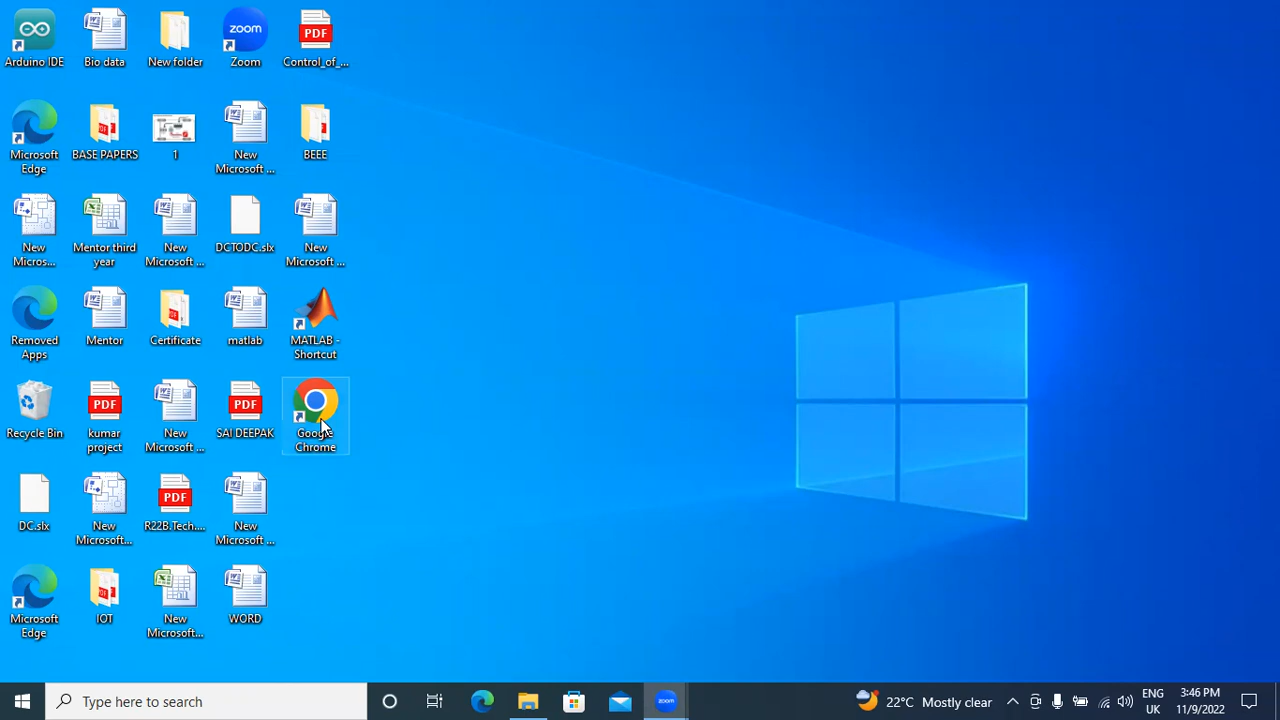 Arduino IDE
Bio data
New folder
zoom
Zoom
PDF
Control_of_...
Microsoft
Edge
BASE PAPERS
1
New
Microsoft ...
BEEE
New
Micros...
Mentor third
year
New
Microsoft ...
DCTODC.slx
New
Microsoft ...
Removed
Apps
Mentor
Certificate
matlab
MATLAB -
Shortcut
Recycle Bin
PDF
kumar
project
New
Microsoft ...
PDF
SAI DEEPAK
Google
Chrome
DC.slx
New
Microsoft...
PDF
R22B.Tech....
New
Microsoft ...
Microsoft
Edge
IOT
New
Microsoft...
WORD
Type here to search
zoom
22°C Mostly clear
ENG
UK
3:46 PM
11/9/2022